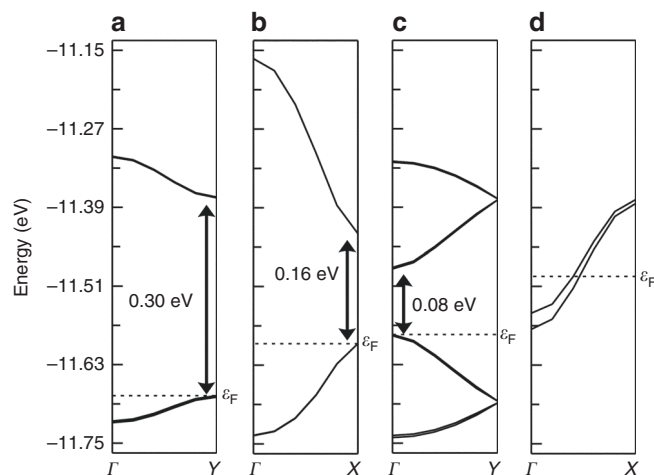 a b c d
Energy (eV)
−11.15
−11.27
−11.39
−11.51
−11.63
−11.75
0.30 eV
0.16 eV
0.08 eV
εF
εF
εF
εF
Γ Y Γ X Γ Y Γ X